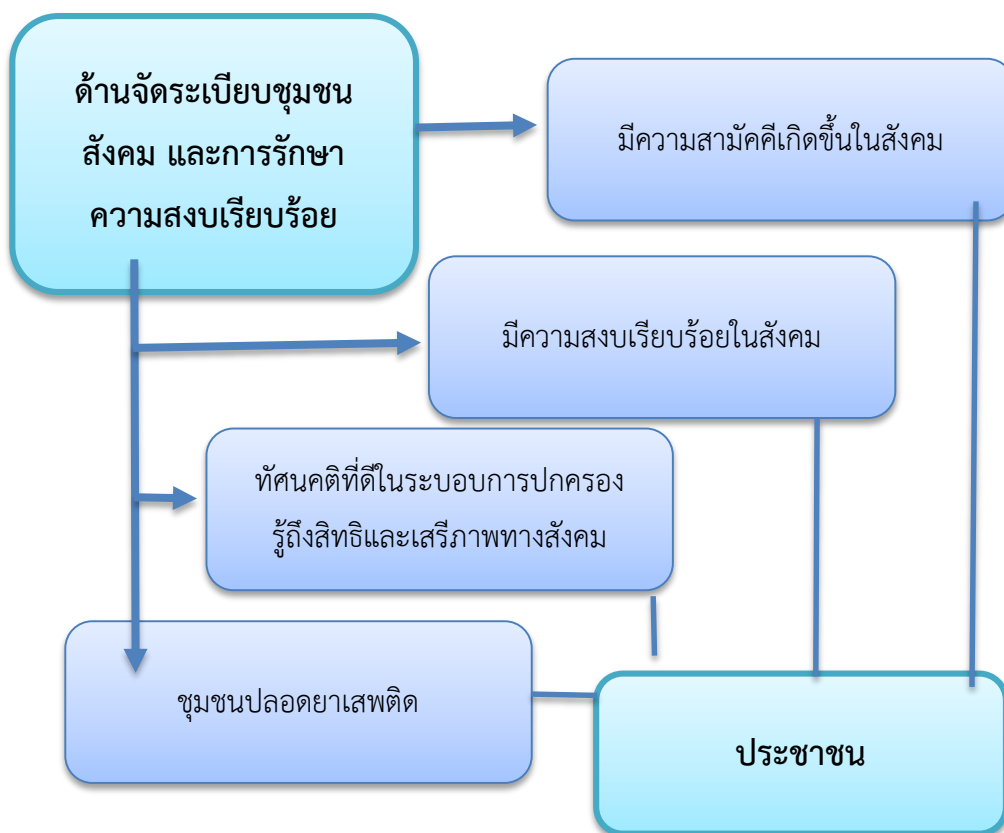 ด้านจัดระเบียบชุมชน
สังคม และการรักษา
ความสงบเรียบร้อย
มีความสามัคคีเกิดขึ้นในสังคม
มีความสงบเรียบร้อยในสังคม
ทัศนคติที่ดีในระบอบการปกครอง
รู้ถึงสิทธิและเสรีภาพทางสังคม
ชุมชนปลอดยาเสพติด
ประชาชน